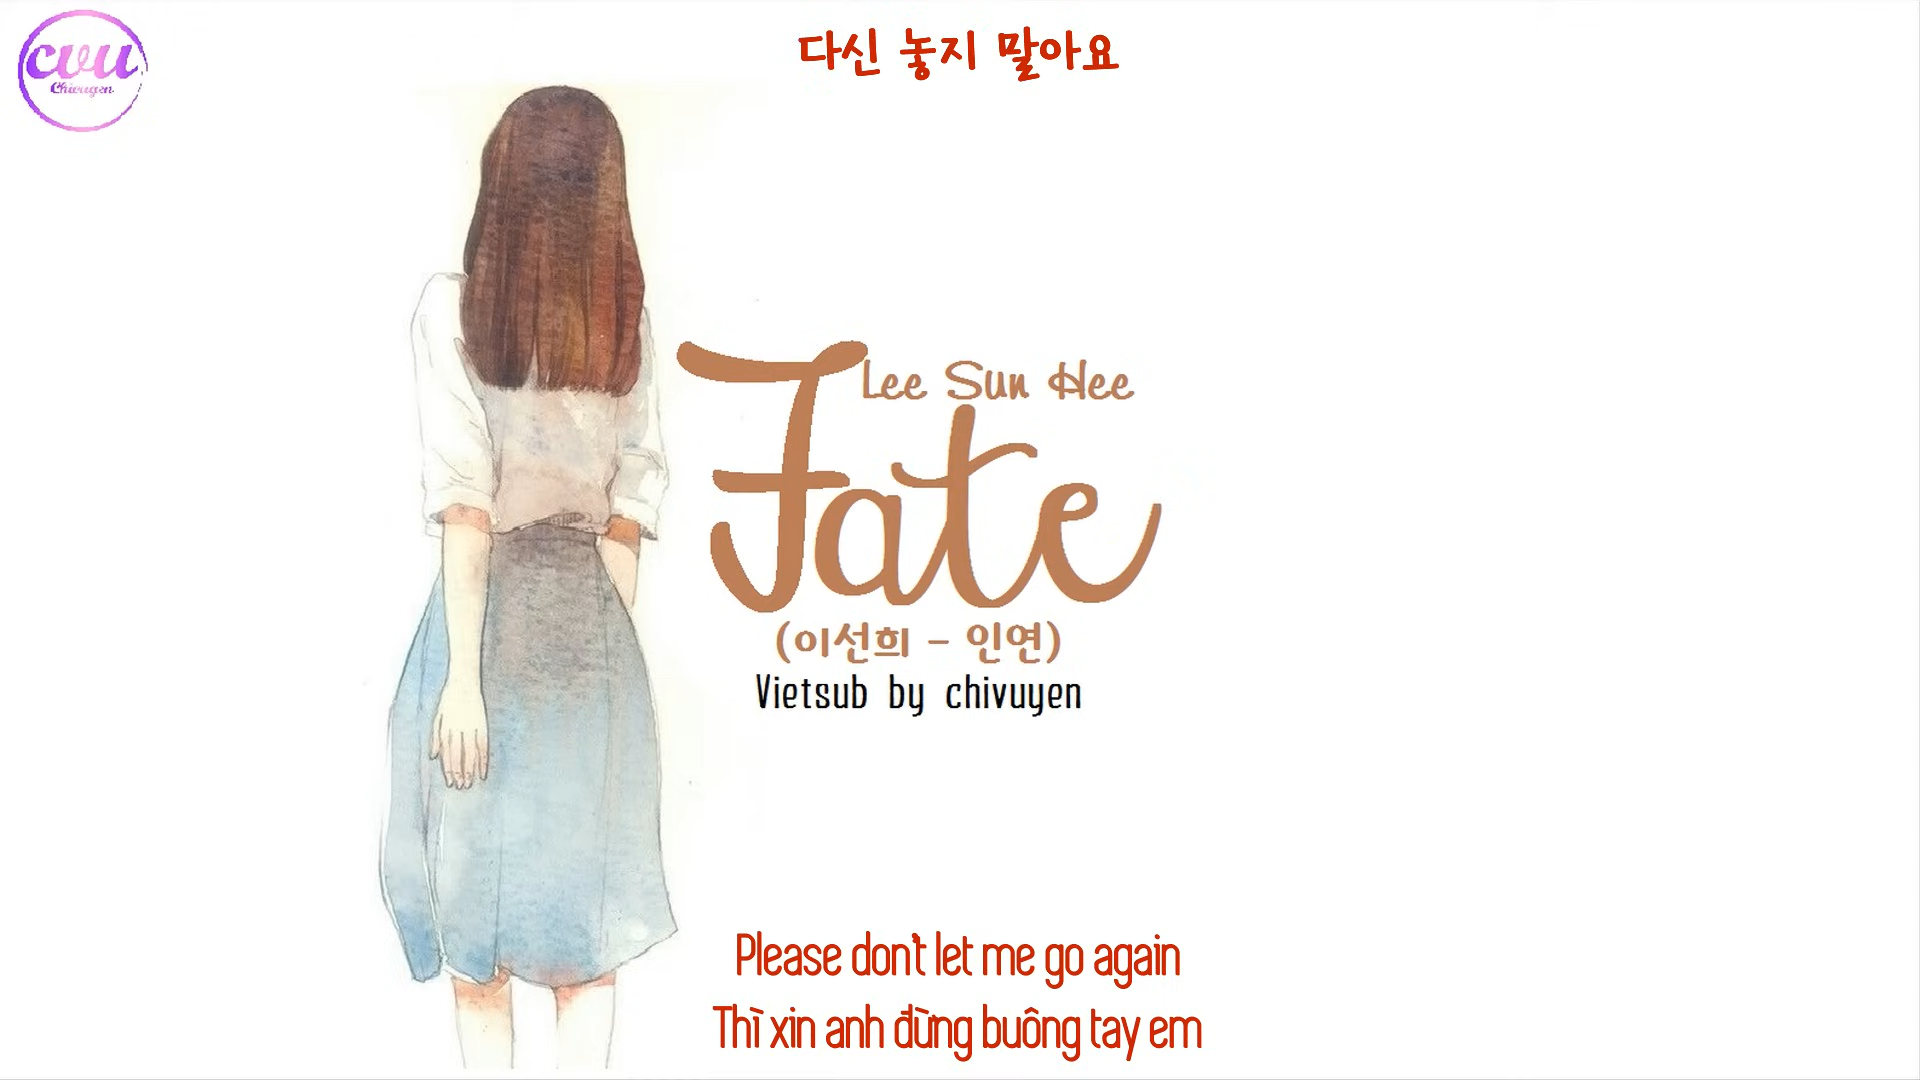 cvu
Chivuyen
다신 놓지 말아요
Lee Sun Hee
Fate
(이선희 - 인연)
Vietsub by chivuyen
Please don't let me go again
Thì xin anh đừng buông tay em